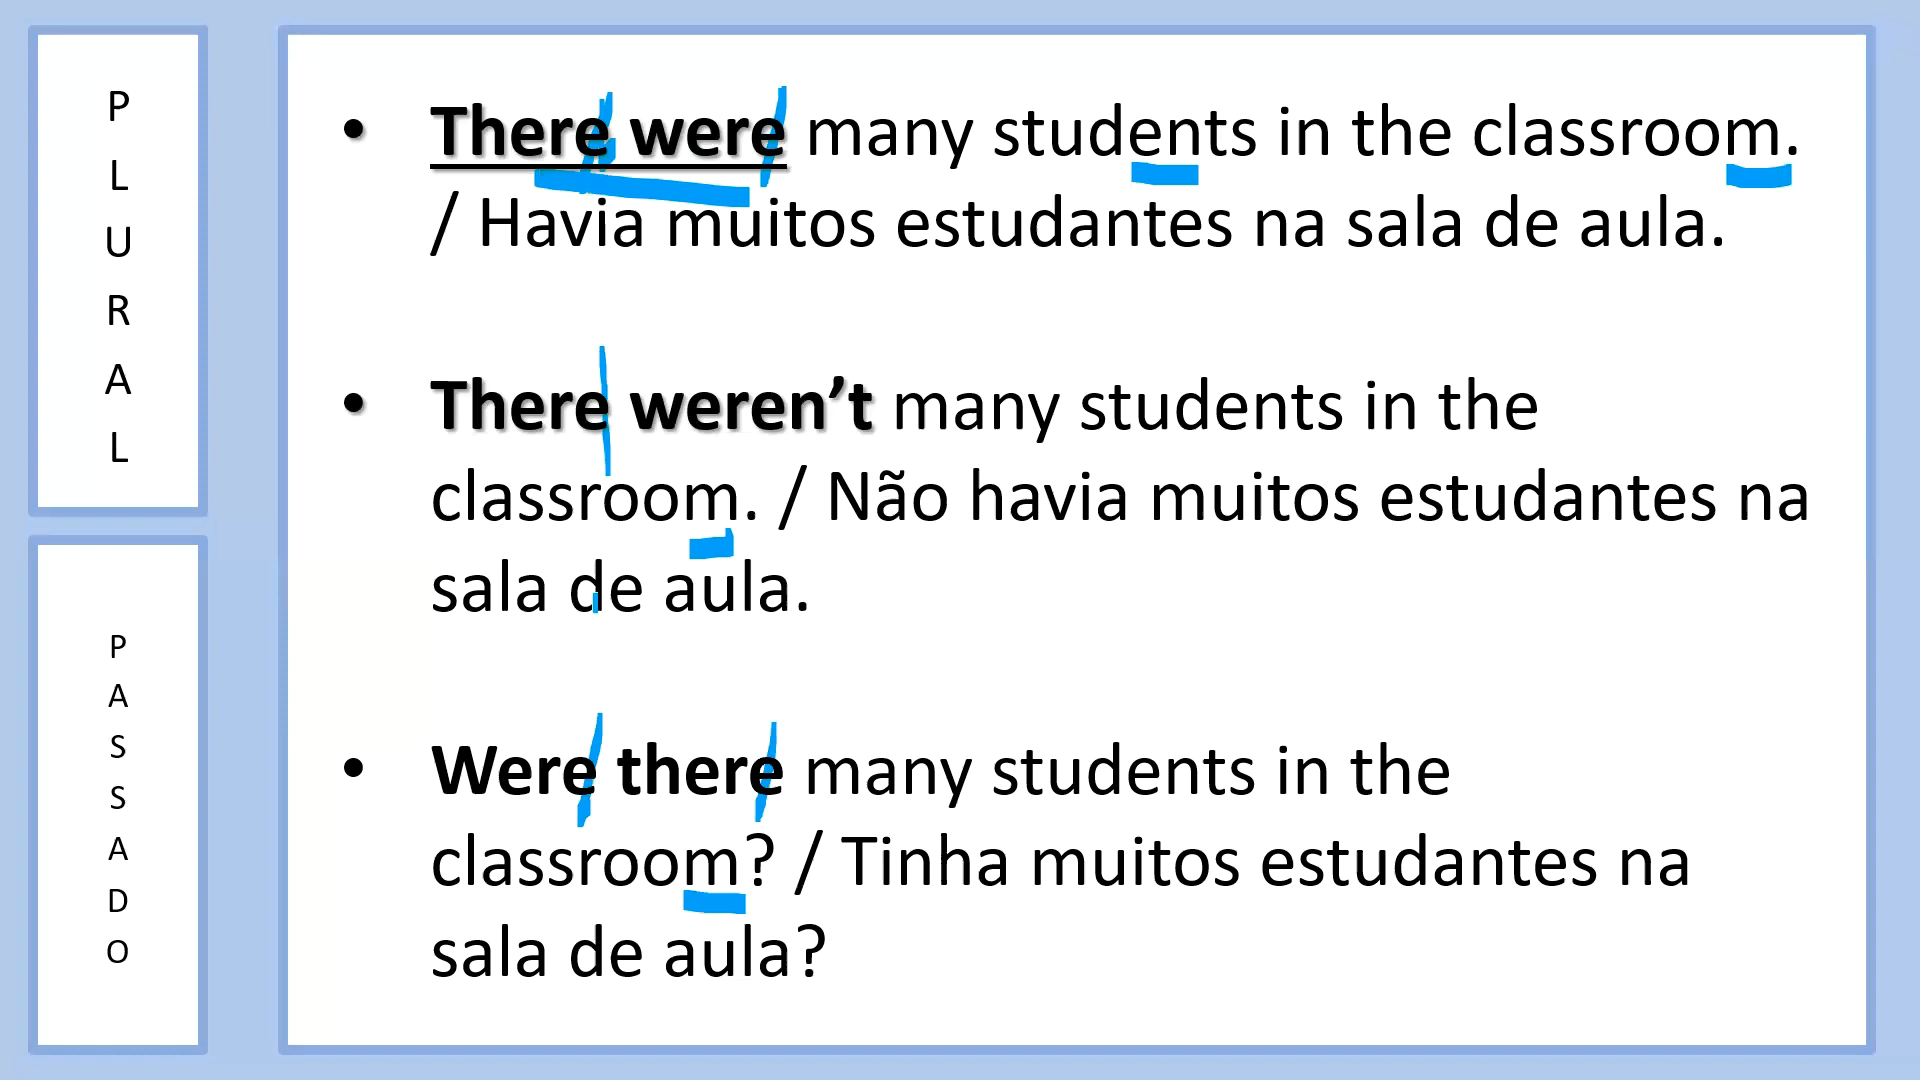 PLURAL
PASSADO
• There were many students in the classroom.
/ Havia muitos estudantes na sala de aula.
• There weren’t many students in the
classroom. / Não havia muitos estudantes na
sala de aula.
• Were there many students in the
classroom? / Tinha muitos estudantes na
sala de aula?